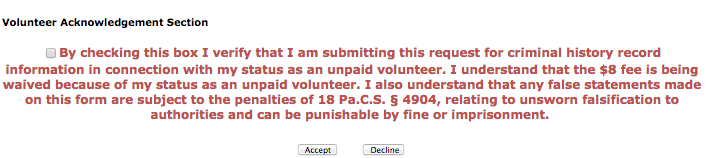 Volunteer Acknowledgement Section
By checking this box I verify that I am submitting this request for criminal history record
information in connection with my status as an unpaid volunteer. I understand that the $8 fee is being
waived because of my status as an unpaid volunteer. I also understand that any false statements made
on this form are subject to the penalties of 18 Pa.C.S. § 4904, relating to unsworn falsification to
authorities and can be punishable by fine or imprisonment.
Accept Decline